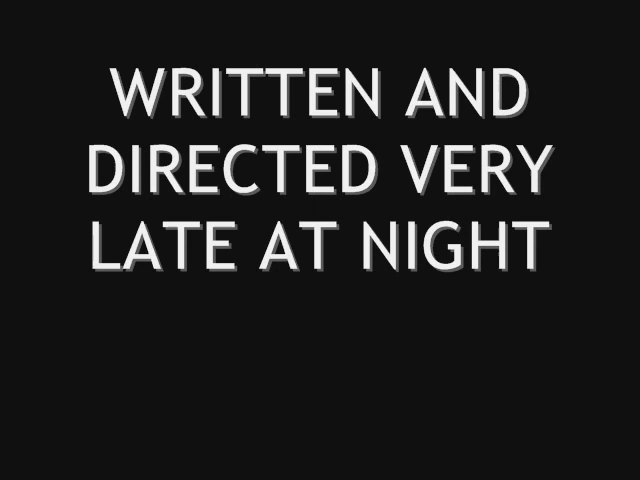 WRITTEN AND
DIRECTED VERY
LATE AT NIGHT